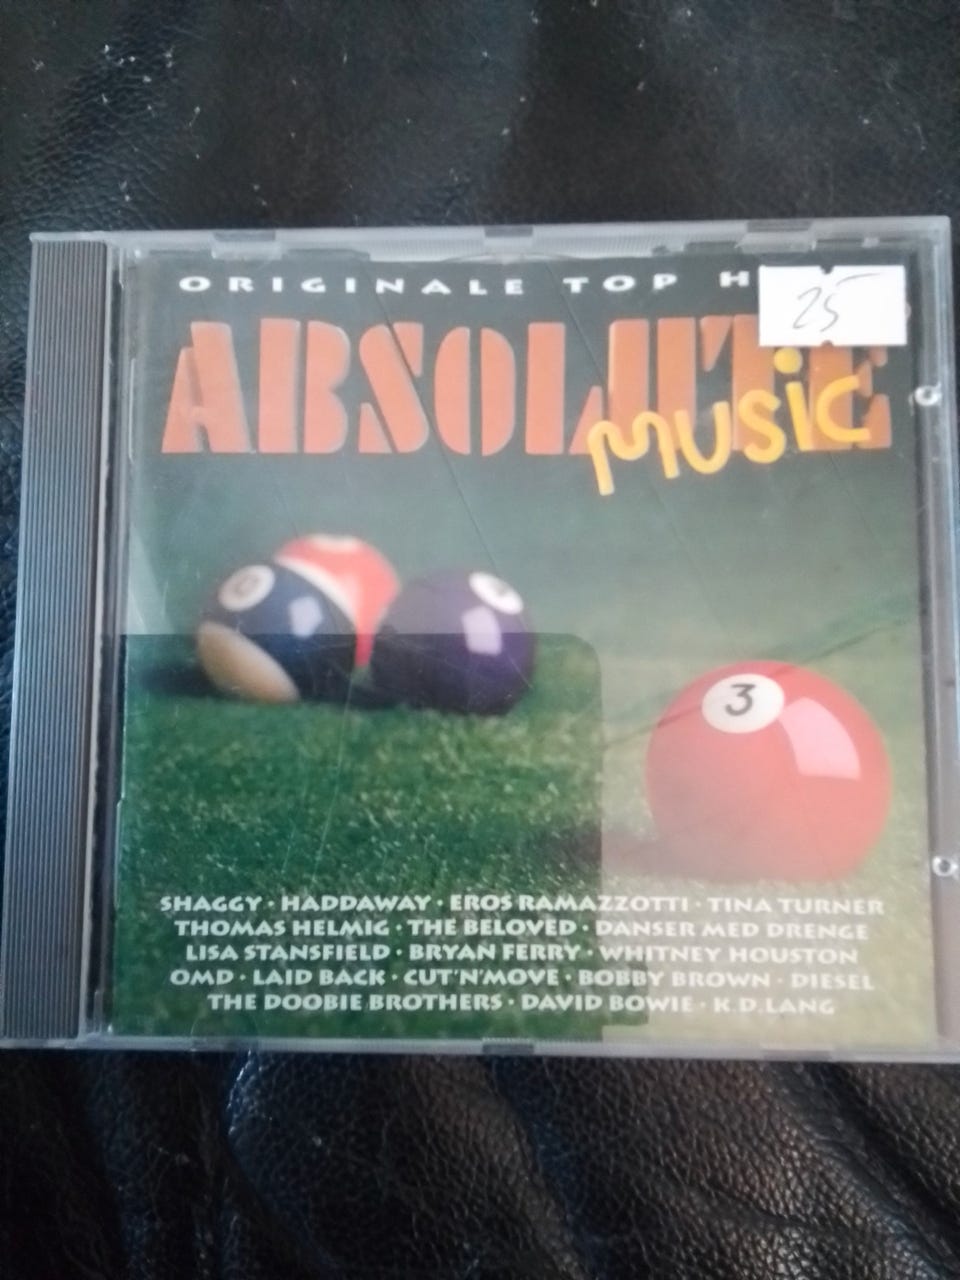 ORIGINALE TOP
25
ABSOLUTE
MUSIC
3
SHAGGY · HADDAWAY · EROS RAMAZZOTTI · TINA TURNER
THOMAS HELMIG · THE BELOVED · DANSER MED DRENGE
LISA STANSFIELD · BRYAN FERRY · WHITNEY HOUSTON
OMD · LAID BACK · CUT'N'MOVE · BOBBY BROWN · DIESEL
THE DOOBIE BROTHERS · DAVID BOWIE · K.D.LANG